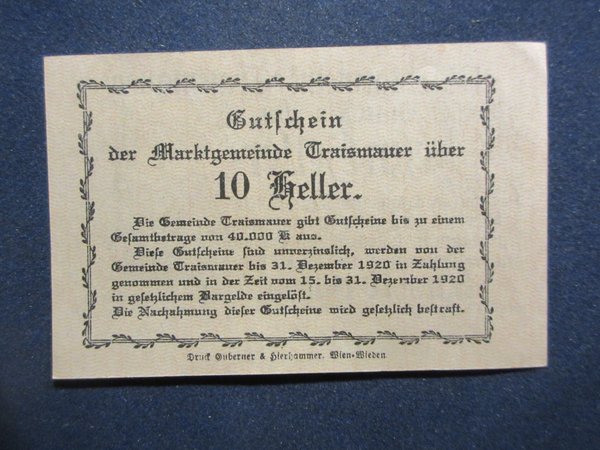 Gutschein
der Marktgemeinde Traismauer über
10 Heller.
Die Gemeinde Traismauer gibt Gutscheine bis zu einem
Gesamtbetrage von 40.000 K aus.
Diese Gutscheine sind unverzinslich, werden von der
Gemeinde Traismauer bis 31. Dezember 1920 in Zahlung
genommen und in der Zeit vom 15. bis 31. Dezember 1920
in gesetzlichem Bargelde eingelöst.
Die Nachahmung dieser Gutscheine wird gesetzlich bestraft.
Druck Guberner & Hierhammer, Wien-Wieden